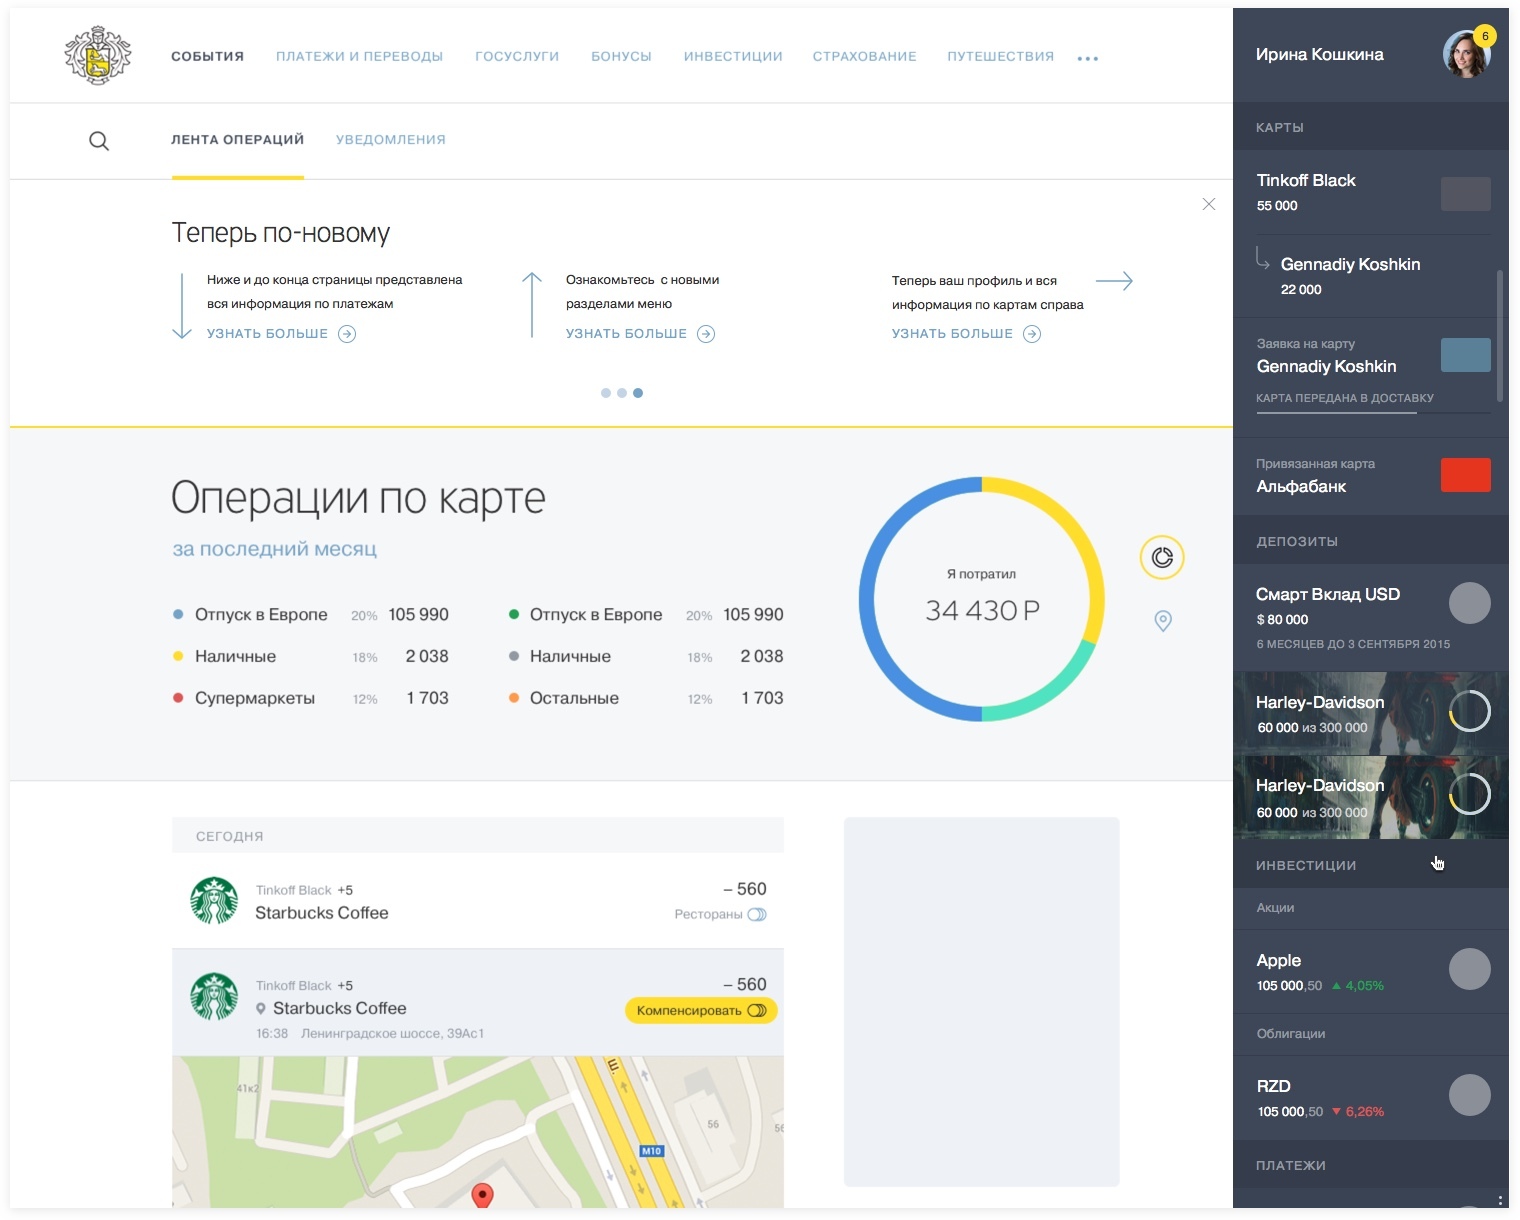 СОБЫТИЯ ПЛАТЕЖИ И ПЕРЕВОДЫ ГОСУСЛУГИ БОНУСЫ ИНВЕСТИЦИИ СТРАХОВАНИЕ ПУТЕШЕСТВИЯ
ЛЕНТА ОПЕРАЦИЙ УВЕДОМЛЕНИЯ
Теперь по-новому
Ниже и до конца страницы представлена
вся информация по платежам
УЗНАТЬ БОЛЬШЕ
Ознакомьтесь с новыми
разделами меню
УЗНАТЬ БОЛЬШЕ
Теперь ваш профиль и вся
информация по картам справа
УЗНАТЬ БОЛЬШЕ
Операции по карте
за последний месяц
Отпуск в Европе 20% 105 990
Наличные 18% 2 038
Супермаркеты 12% 1 703
Отпуск в Европе 20% 105 990
Наличные 18% 2 038
Остальные 12% 1 703
Я потратил
34 430 Р
СЕГОДНЯ
Tinkoff Black +5
– 560
Starbucks Coffee
Рестораны
Tinkoff Black +5
– 560
Starbucks Coffee
Компенсировать
16:38 Ленинградское шоссе, 39Ас1
41к2
Ш.
56
56
М10
Ирина Кошкина
6
КАРТЫ
Tinkoff Black
55 000
Gennadiy Koshkin
22 000
Заявка на карту
Gennadiy Koshkin
КАРТА ПЕРЕДАНА В ДОСТАВКУ
Привязанная карта
Альфабанк
ДЕПОЗИТЫ
Смарт Вклад USD
$ 80 000
6 МЕСЯЦЕВ ДО 3 СЕНТЯБРЯ 2015
Harley-Davidson
60 000 из 300 000
Harley-Davidson
60 000 из 300 000
ИНВЕСТИЦИИ
Акции
Apple
105 000,50 ▲ 4,05%
Облигации
RZD
105 000,50 ▼ 6,26%
ПЛАТЕЖИ